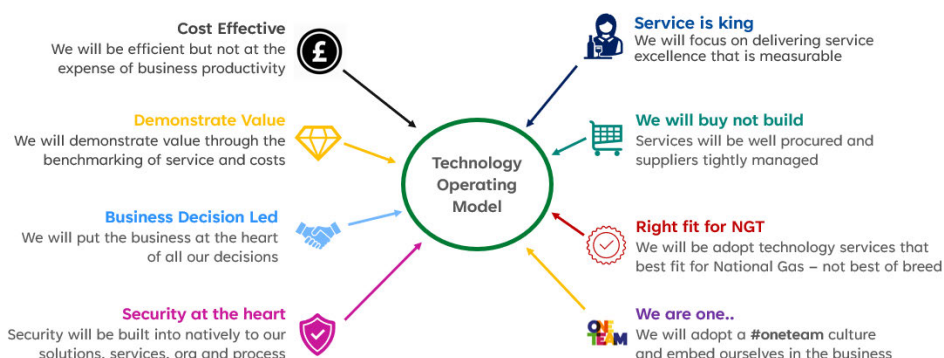 Cost Effective
We will be efficient but not at the
expense of business productivity
£
Demonstrate Value
We will demonstrate value through the
benchmarking of service and costs
Business Decision Led
We will put the business at the heart
of all our decisions
Security at the heart
Security will be built into natively to our
solutions, services, org and process
Technology
Operating
Model
Service is king
We will focus on delivering service
excellence that is measurable
We will buy not build
Services will be well procured and
suppliers tightly managed
Right fit for NGT
We will be adopt technology services that
best fit for National Gas – not best of breed
ONE
TEAM
We are one..
We will adopt a #oneteam culture
and embed ourselves in the business